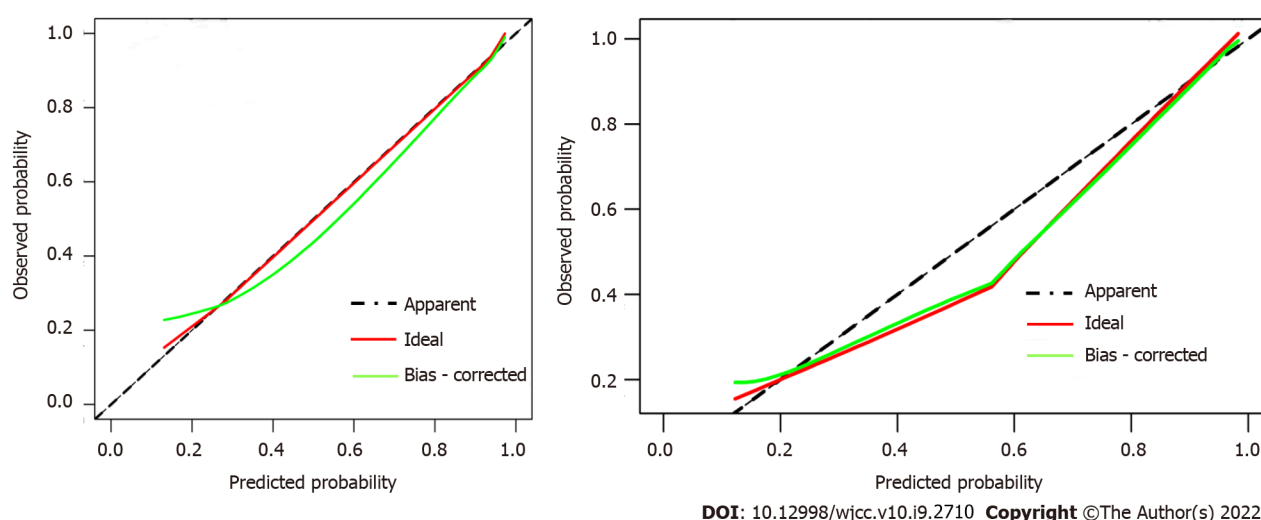 1.0
0.8
0.6
0.4
0.2
0.0
Observed probability
Apparent
Ideal
Bias - corrected
0.0 0.2 0.4 0.6 0.8 1.0
Predicted probability
1.0
0.8
0.6
0.4
0.2
Observed probability
Apparent
Ideal
Bias - corrected
0.0 0.2 0.4 0.6 0.8 1.0
Predicted probability
DOI: 10.12998/wjcc.v10.i9.2710 Copyright ©The Author(s) 2022